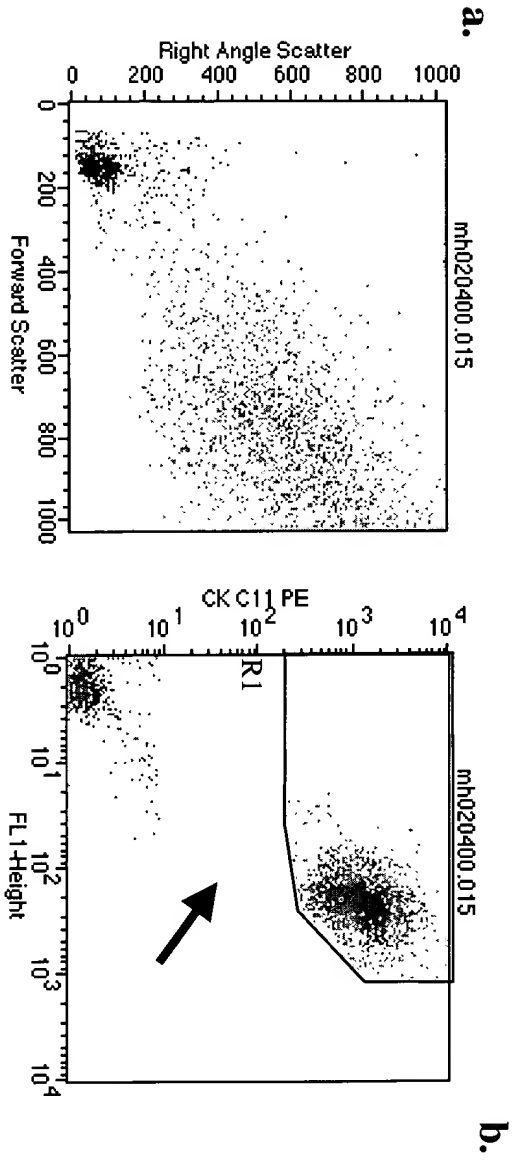 a.
mh020400.015
Right Angle Scatter
0 200 400 600 800 1000
0 200 400 600 800 1000
Forward Scatter
mh020400.015
CK C11 PE
10^0 10^1 10^2 10^3 10^4
R1
10^0 10^1 10^2 10^3 10^4
FL1-Height
b.